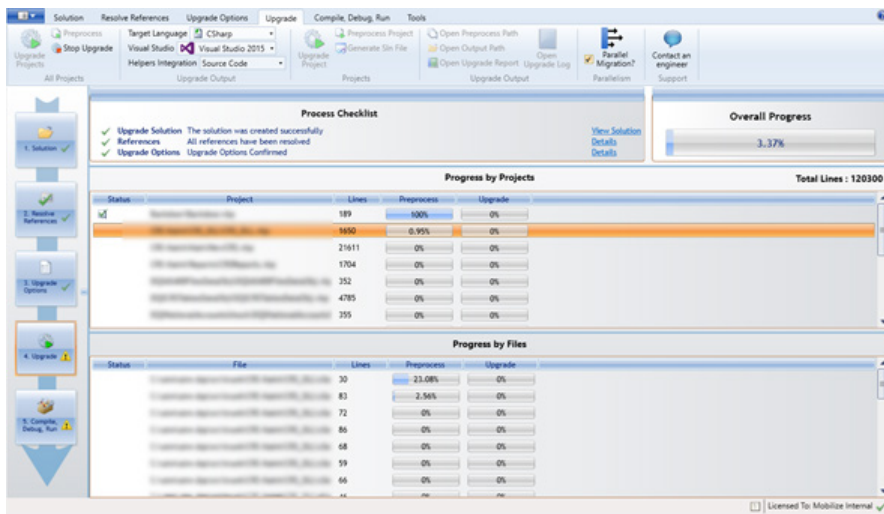 Solution Resolve References Upgrade Options Upgrade Compile, Debug, Run Tools
Preprocess Target Language CSharp Preprocess Project Open Preprocess Path
Stop Upgrade Visual Studio Visual Studio 2015 Generate Sln File Open Output Path
Upgrade Projects Helpers Integration Source Code Upgrade Project Open Upgrade Report Open Upgrade Log Parallel Migration? Contact an engineer
All Projects Upgrade Output Projects Upgrade Output Parallelism Support
Process Checklist
Upgrade Solution The solution was created successfully View Solution
References All references have been resolved Details
Upgrade Options Upgrade Options Confirmed Details
Overall Progress
3.37%
1. Solution
2. Resolve References
3. Upgrade Options
4. Upgrade
5. Compile, Debug, Run
Progress by Projects Total Lines : 120300
Status Project Lines Preprocess Upgrade
189 100% 0%
1650 0.95% 0%
21611 0% 0%
1704 0% 0%
352 0% 0%
4785 0% 0%
355 0% 0%
Progress by Files
Status File Lines Preprocess Upgrade
30 23.08% 0%
83 2.56% 0%
72 0% 0%
86 0% 0%
68 0% 0%
59 0% 0%
66 0% 0%
Licensed To: Mobilize Internal